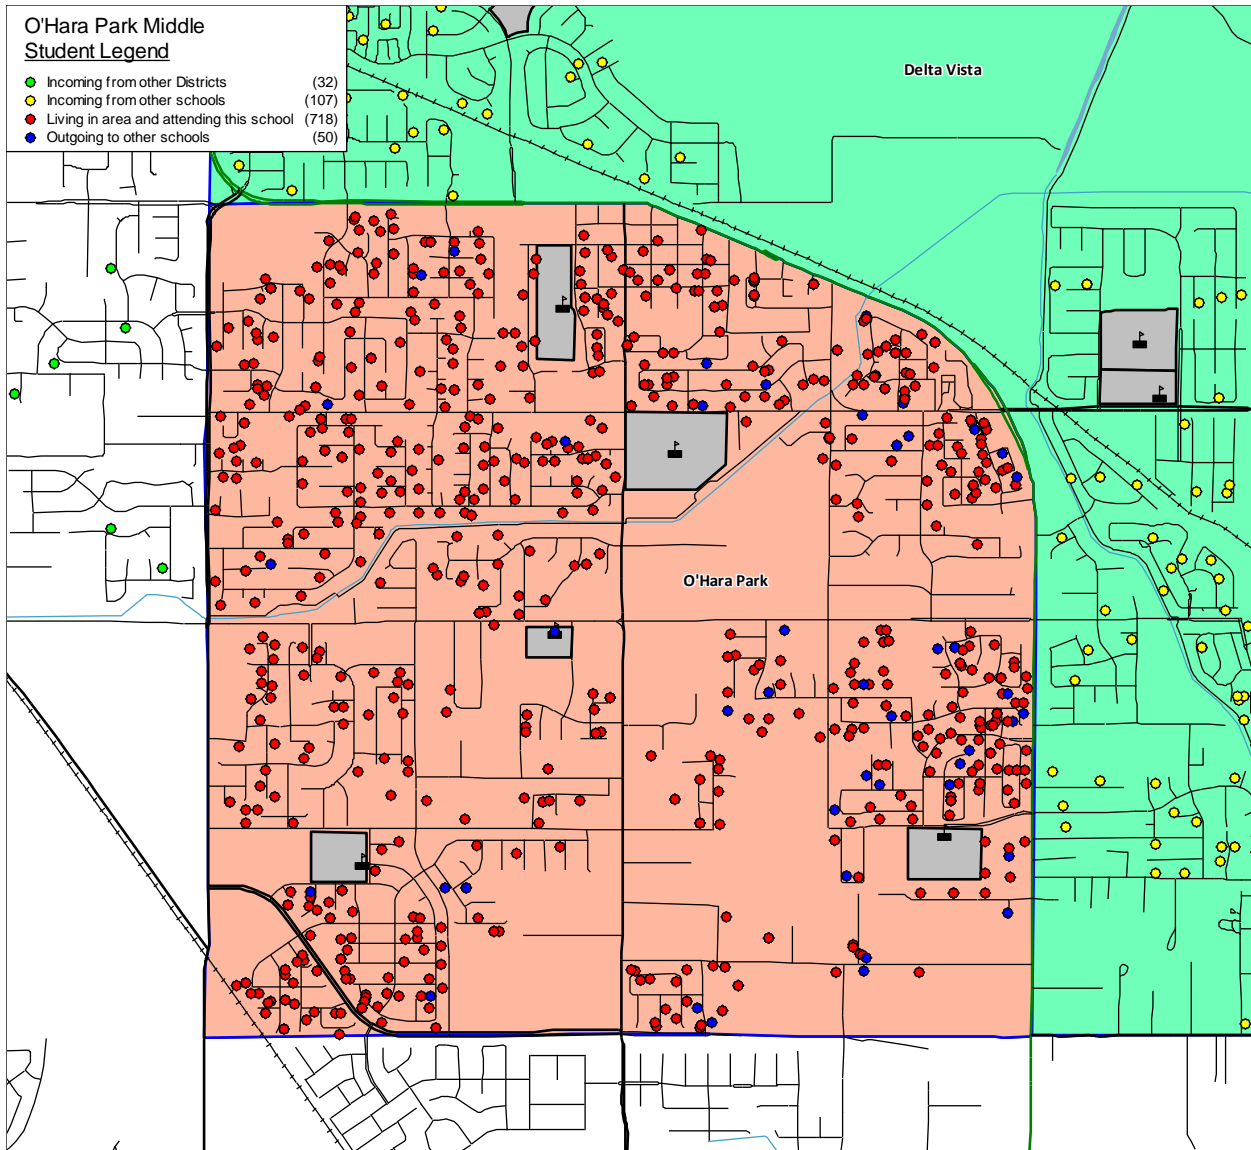 O'Hara Park Middle
Student Legend
Incoming from other Districts (32)
Incoming from other schools (107)
Living in area and attending this school (718)
Outgoing to other schools (50)
Delta Vista
O'Hara Park